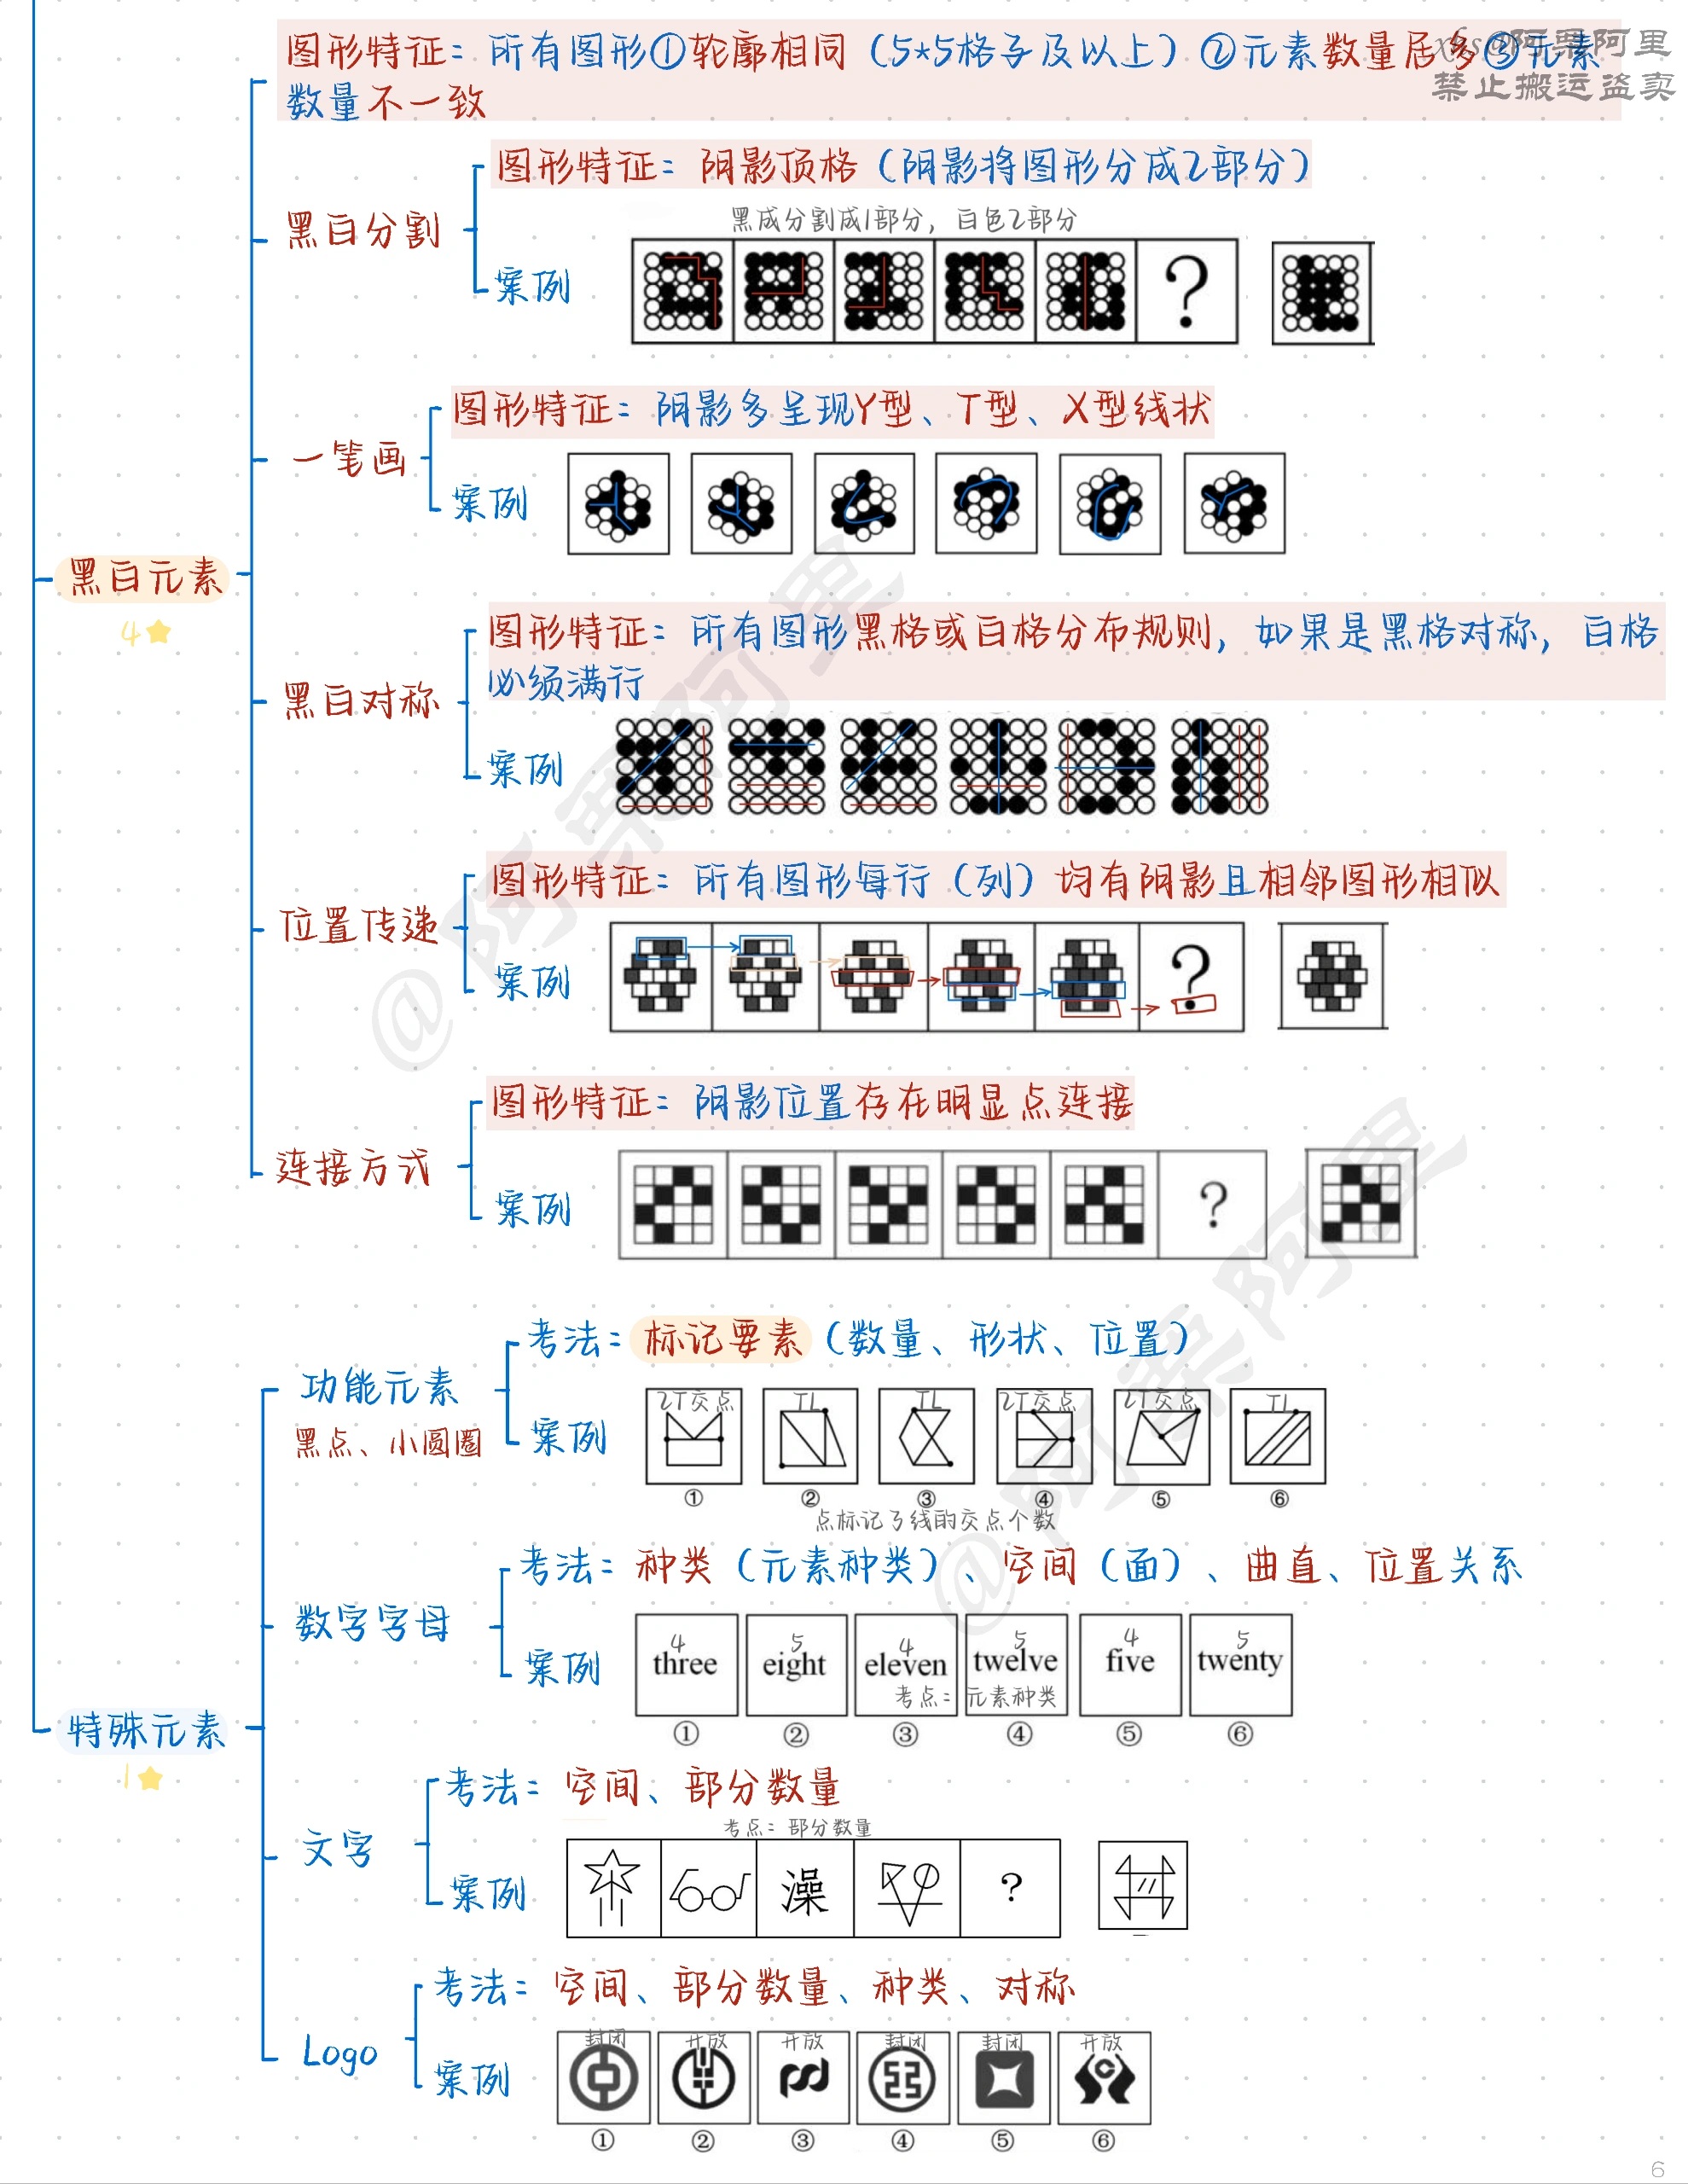 图形特征：所有图形①轮廓相同（5*5格子及以上）②元素数量居多③元素
数量不一致
xhs@阿栗阿里
禁止搬运盗卖
黑白元素
4
黑白分割
图形特征：阴影顶格（阴影将图形分成2部分）
黑成分割成1部分，白色2部分
案例
?
一笔画
图形特征：阴影多呈现Y型、T型、X型线状
案例
黑白对称
图形特征：所有图形黑格或白格分布规则，如果是黑格对称，白格
必须满行
案例
位置传递
图形特征：所有图形每行（列）均有阴影且相邻图形相似
案例
?
连接方式
图形特征：阴影位置存在明显点连接
案例
?
@阿栗阿里
@阿栗阿里
特殊元素
1
功能元素
黑点、小圆圈
考法：标记要素（数量、形状、位置）
案例
2T交点 TL TL 2T交点 2T交点 TL
① ② ③ ④ ⑤ ⑥
点标记了线的交点个数
数字字母
考法：种类（元素种类）、空间（面）、曲直、位置关系
案例
4 5 4 5 4 5
three eight eleven twelve five twenty
考点：元素种类
① ② ③ ④ ⑤ ⑥
文字
考法：空间、部分数量
考点：部分数量
案例
澡
?
Logo
考法：空间、部分数量、种类、对称
案例
封闭 开放 开放 封闭 封闭 开放
① ② ③ ④ ⑤ ⑥
6